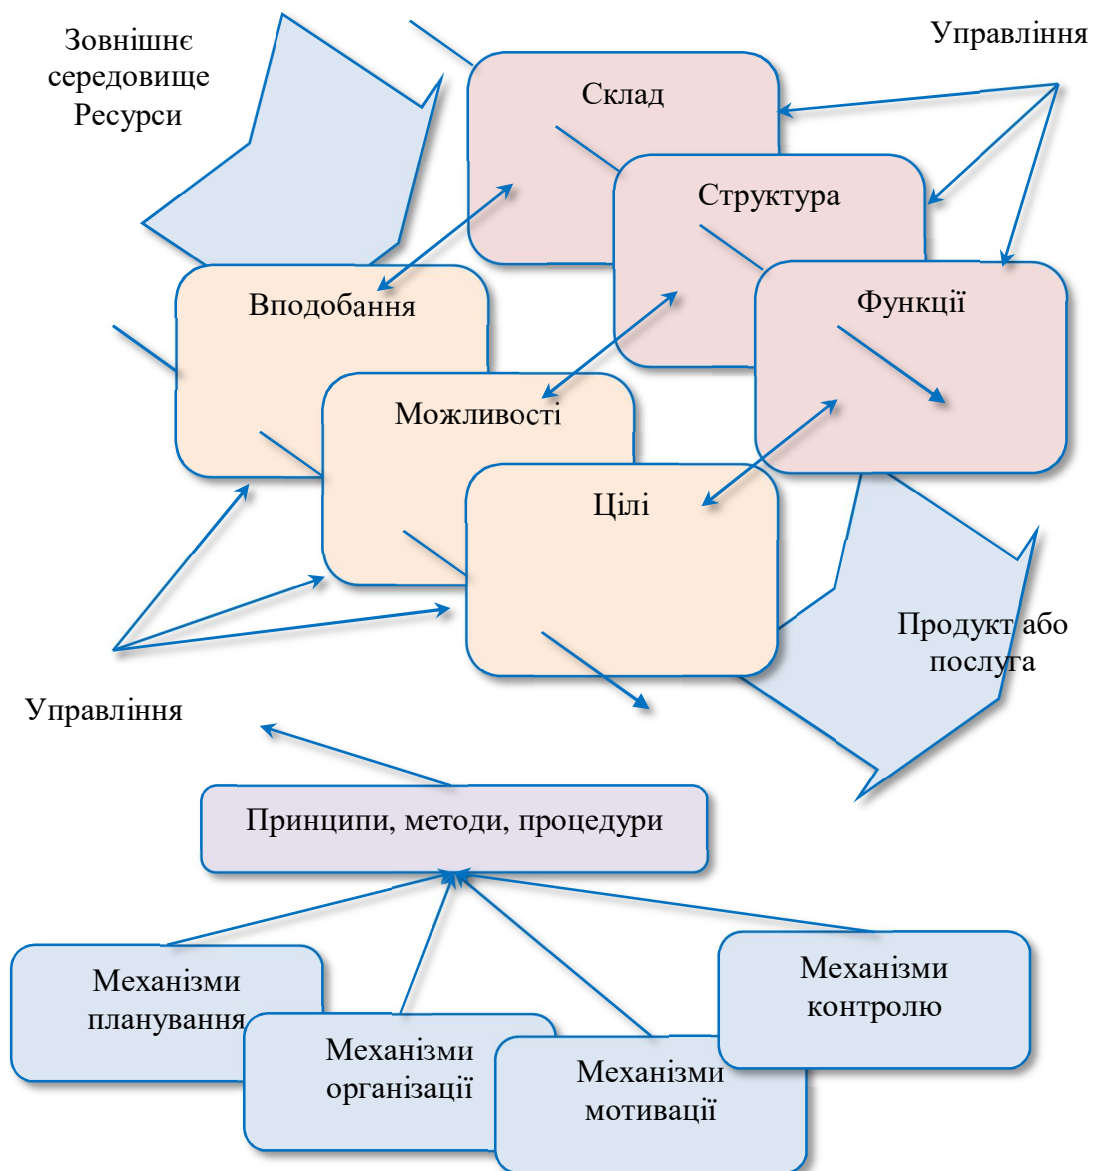 Зовнішнє
середовище
Ресурси
Управління
Склад
Структура
Функції
Вподобання
Можливості
Цілі
Продукт або
послуга
Управління
Принципи, методи, процедури
Механізми
планування
Механізми
організації
Механізми
мотивації
Механізми
контролю